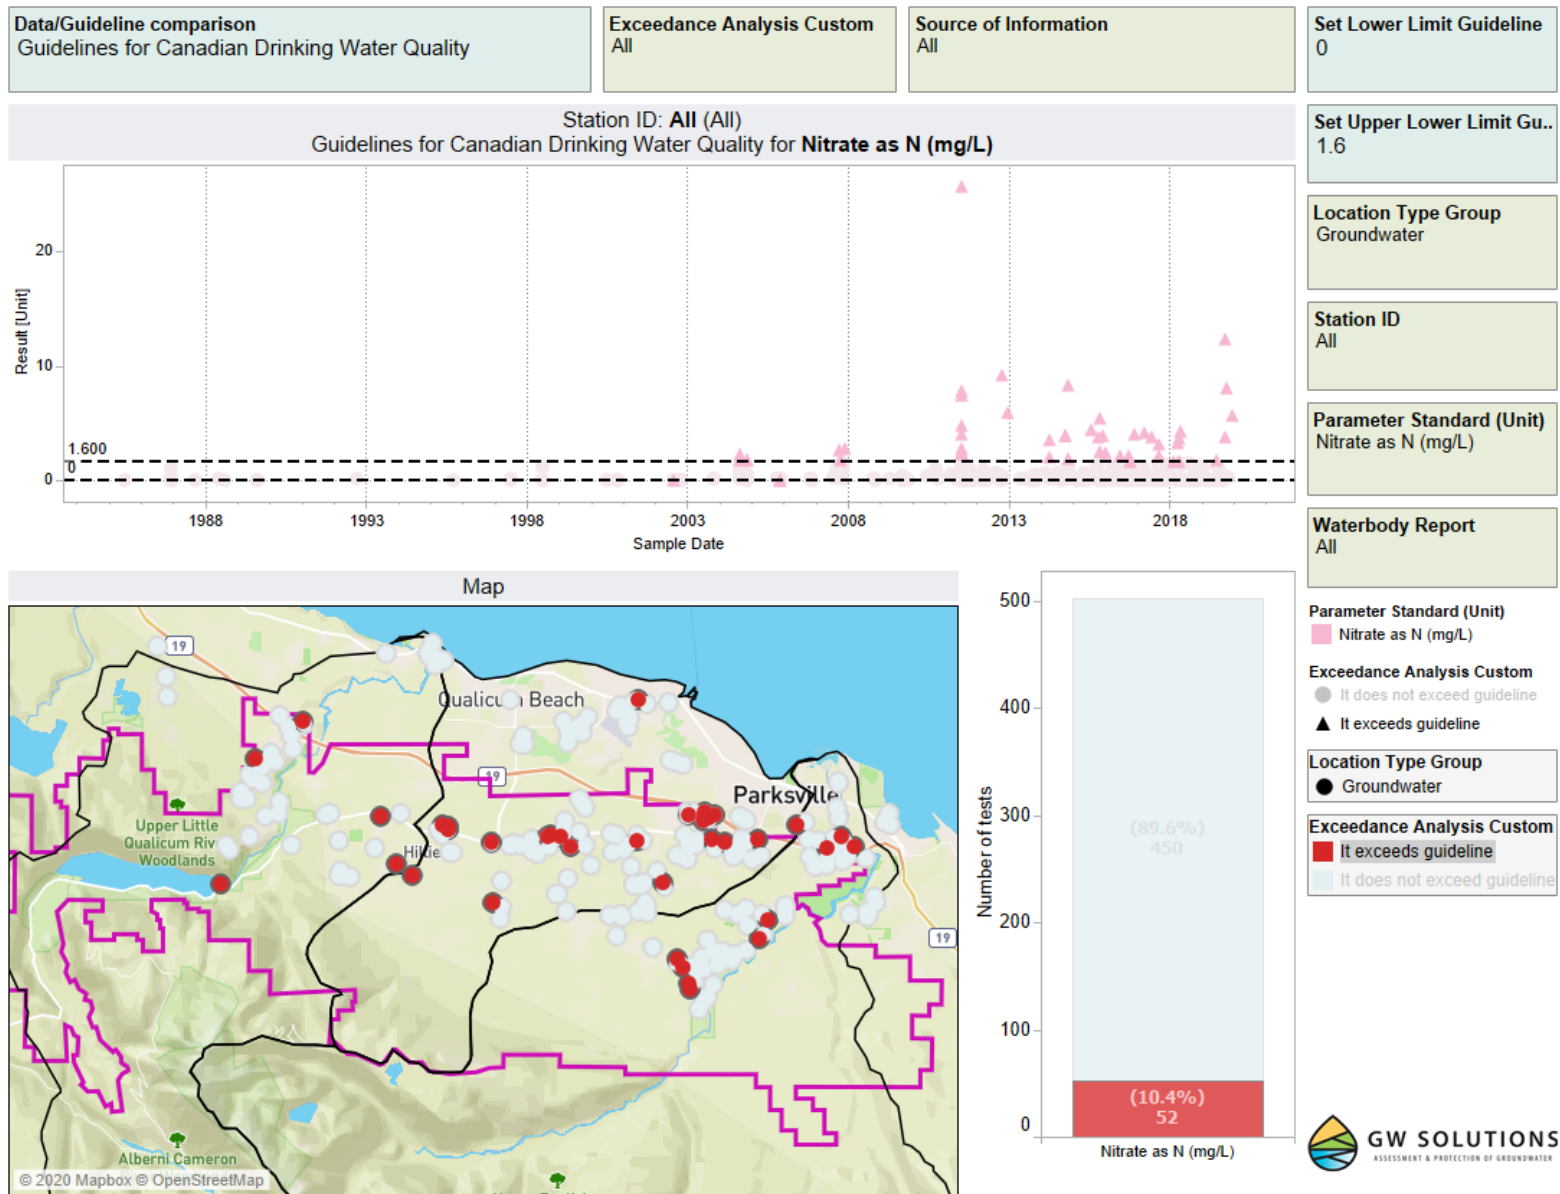 Data/Guideline comparison
Guidelines for Canadian Drinking Water Quality
Exceedance Analysis Custom
All
Source of Information
All
Set Lower Limit Guideline
0
Station ID: All (All)
Guidelines for Canadian Drinking Water Quality for Nitrate as N (mg/L)
Set Upper Lower Limit Gu..
1.6
Location Type Group
Groundwater
Station ID
All
Parameter Standard (Unit)
Nitrate as N (mg/L)
Waterbody Report
All
Result [Unit]
20
10
0
1.600
0
1988
1993
1998
2003
2008
2013
2018
Sample Date
Map
19
Qualicum Beach
19
Parksville
Upper Little
Qualicum Riv
Woodlands
19
Alberni Cameron
© 2020 Mapbox © OpenStreetMap
Number of tests
500
400
300
200
100
0
(89.6%)
450
(10.4%)
52
Nitrate as N (mg/L)
Parameter Standard (Unit)
Nitrate as N (mg/L)
Exceedance Analysis Custom
It does not exceed guideline
It exceeds guideline
Location Type Group
Groundwater
Exceedance Analysis Custom
It exceeds guideline
It does not exceed guideline
GW SOLUTIONS
ASSESSMENT & PROTECTION OF GROUNDWATER